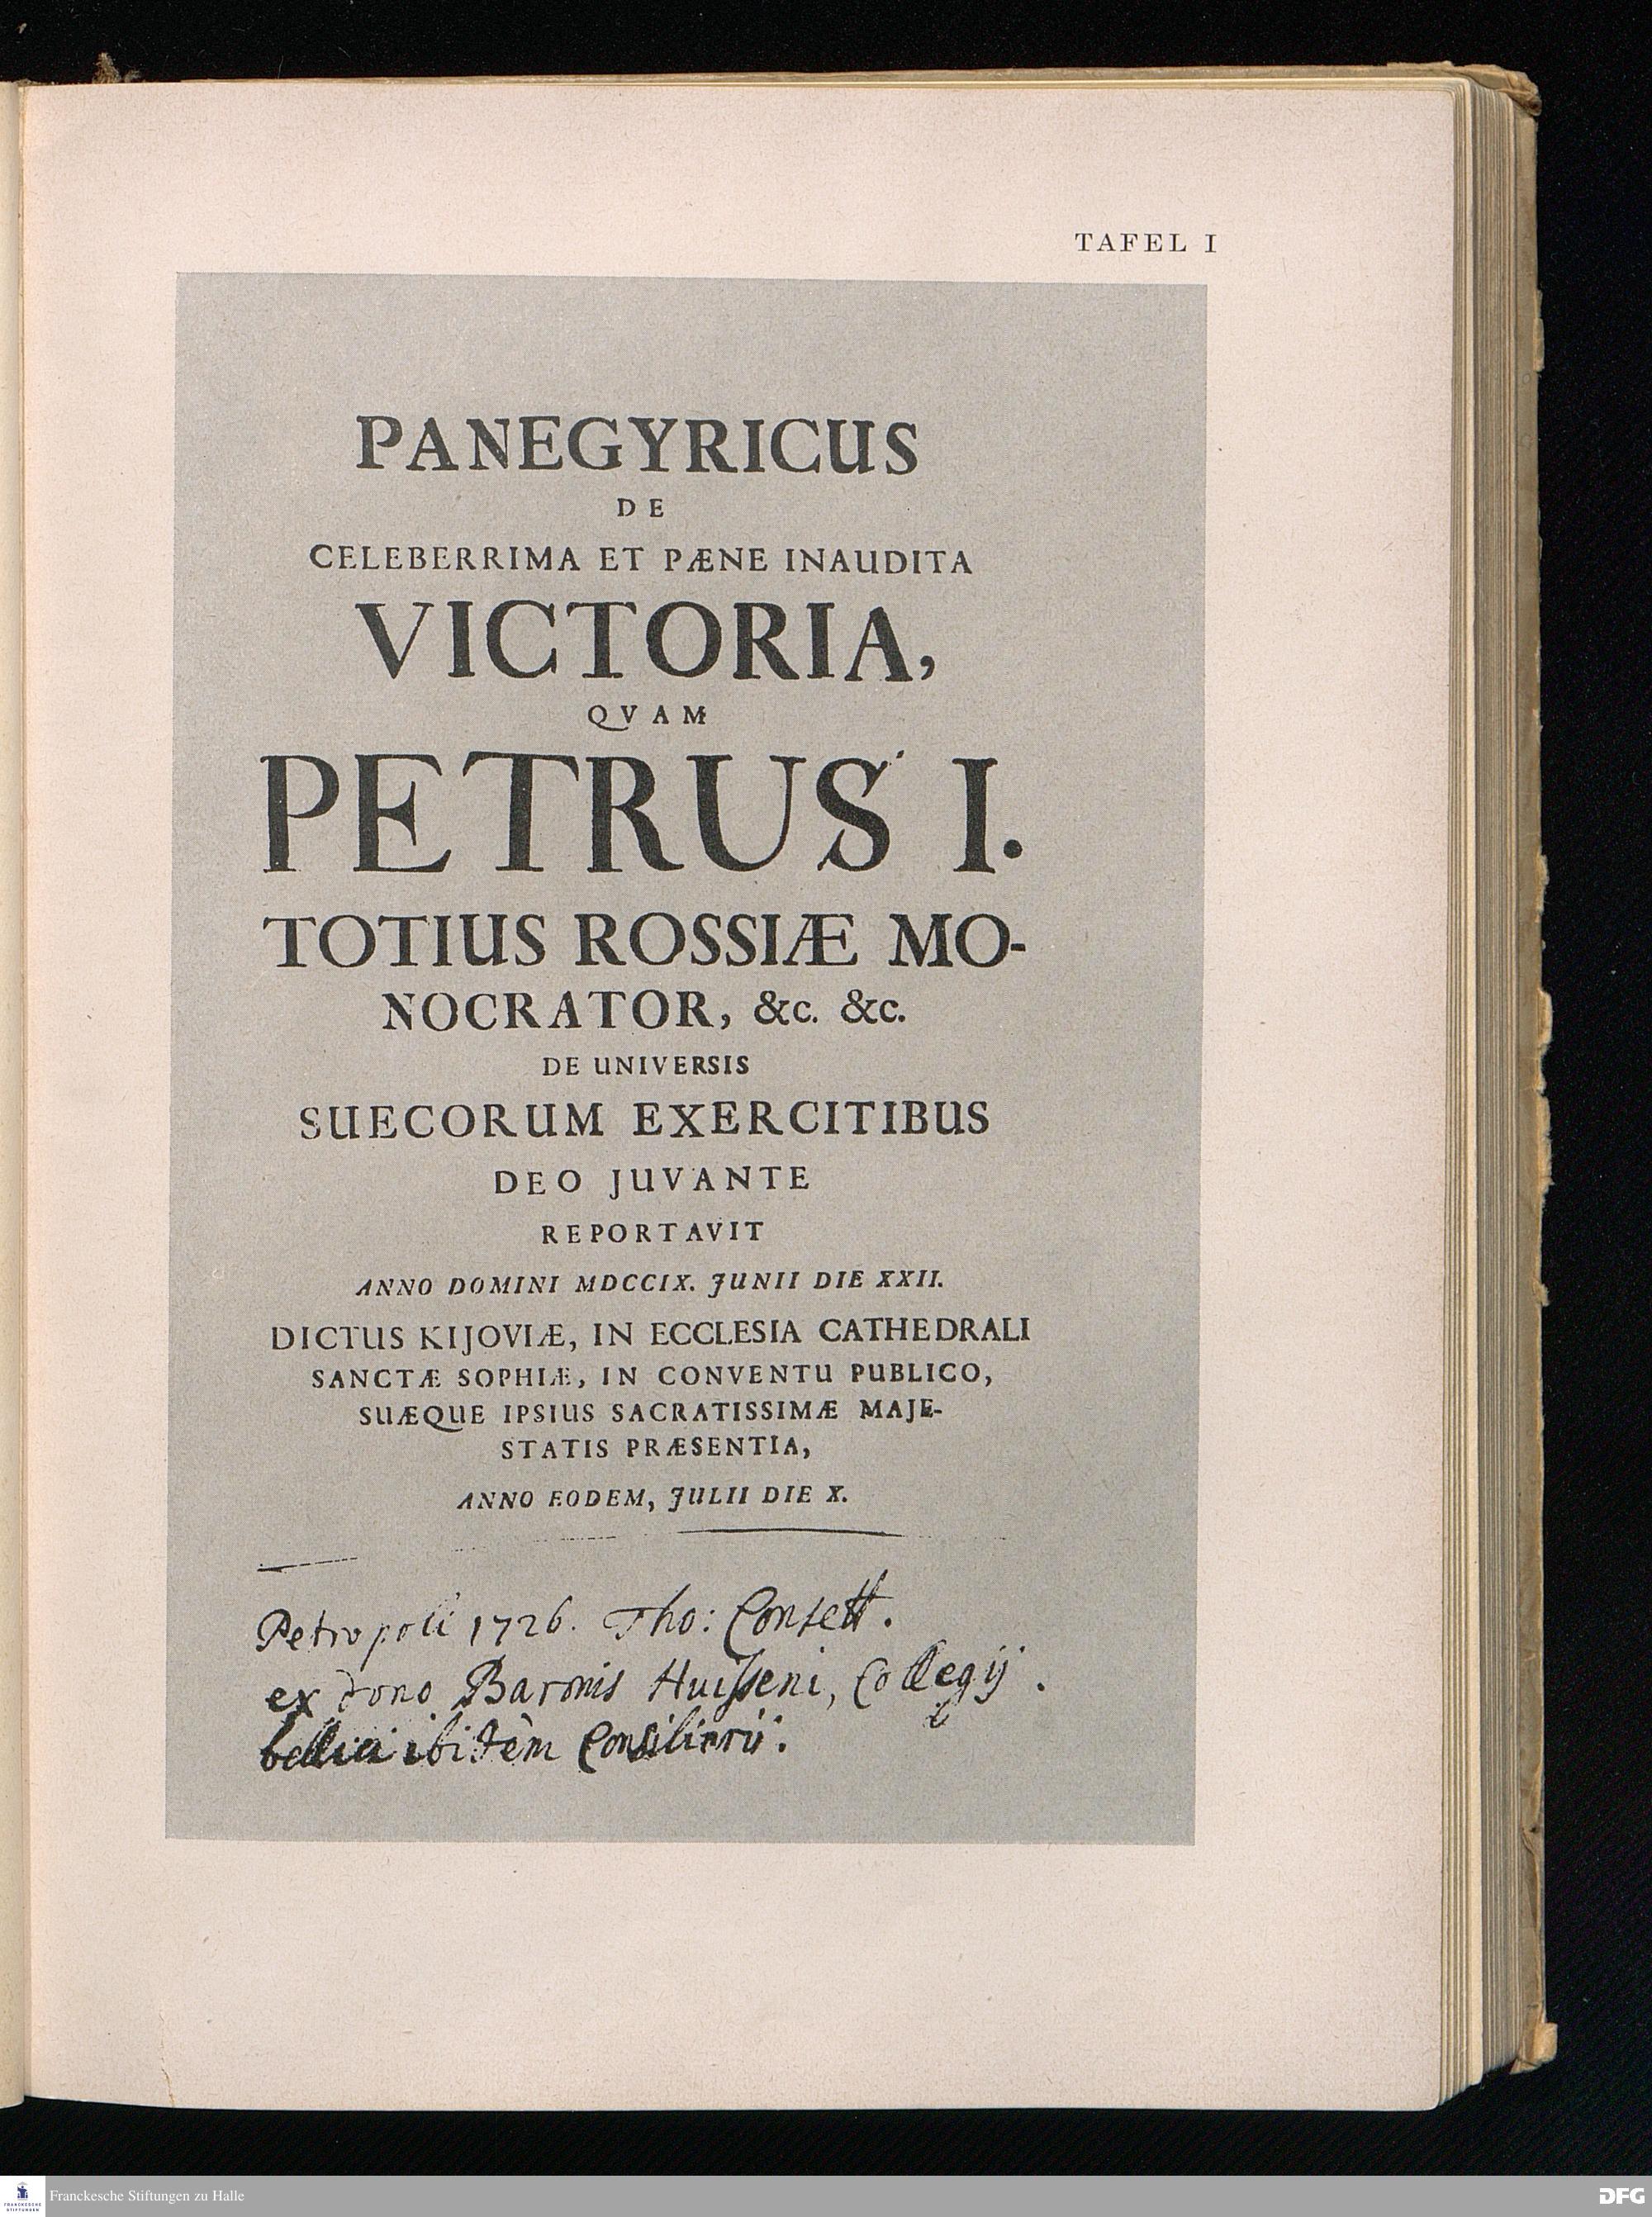 TAFEL I
PANEGYRICUS
DE
CELEBERRIMA ET PÆNE INAUDITA
VICTORIA,
QVAM
PETRUS I.
TOTIUS ROSSIÆ MO-
NOCRATOR, &c. &c.
DE UNIVERSIS
SUECORUM EXERCITIBUS
DEO JUVANTE
REPORTAVIT
ANNO DOMINI MDCCIX. JUNII DIE XXII.
DICTUS KIJOVIÆ, IN ECCLESIA CATHEDRALI
SANCTÆ SOPHIÆ, IN CONVENTU PUBLICO,
SUÆQUE IPSIUS SACRATISSIMÆ MAJE-
STATIS PRÆSENTIA,
ANNO EODEM, JULII DIE X.
Petropoli 1726. Tho: Consett.
ex dono Baronis Huisseni, Collegij
bellici ibidèm Consiliarii.
FRANCKESCHE
STIFTUNGEN
Franckesche Stiftungen zu Halle
DFG